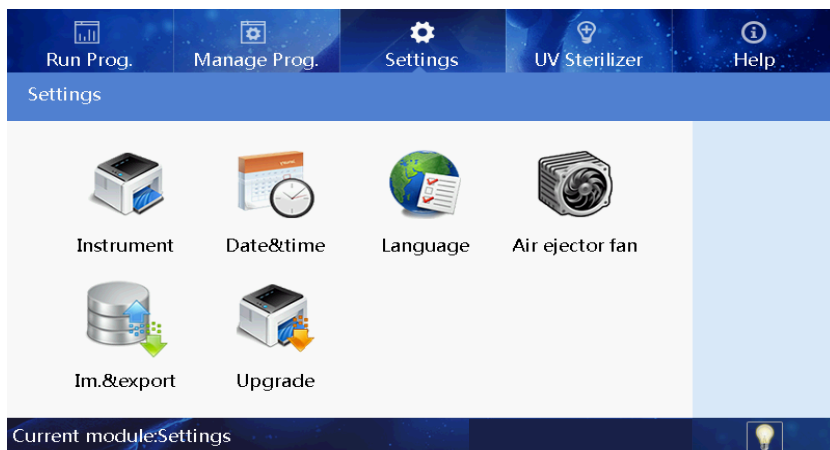 Run Prog. Manage Prog. Settings UV Sterilizer Help
Settings
Instrument Date&time Language Air ejector fan
Im.&export Upgrade
Current module:Settings